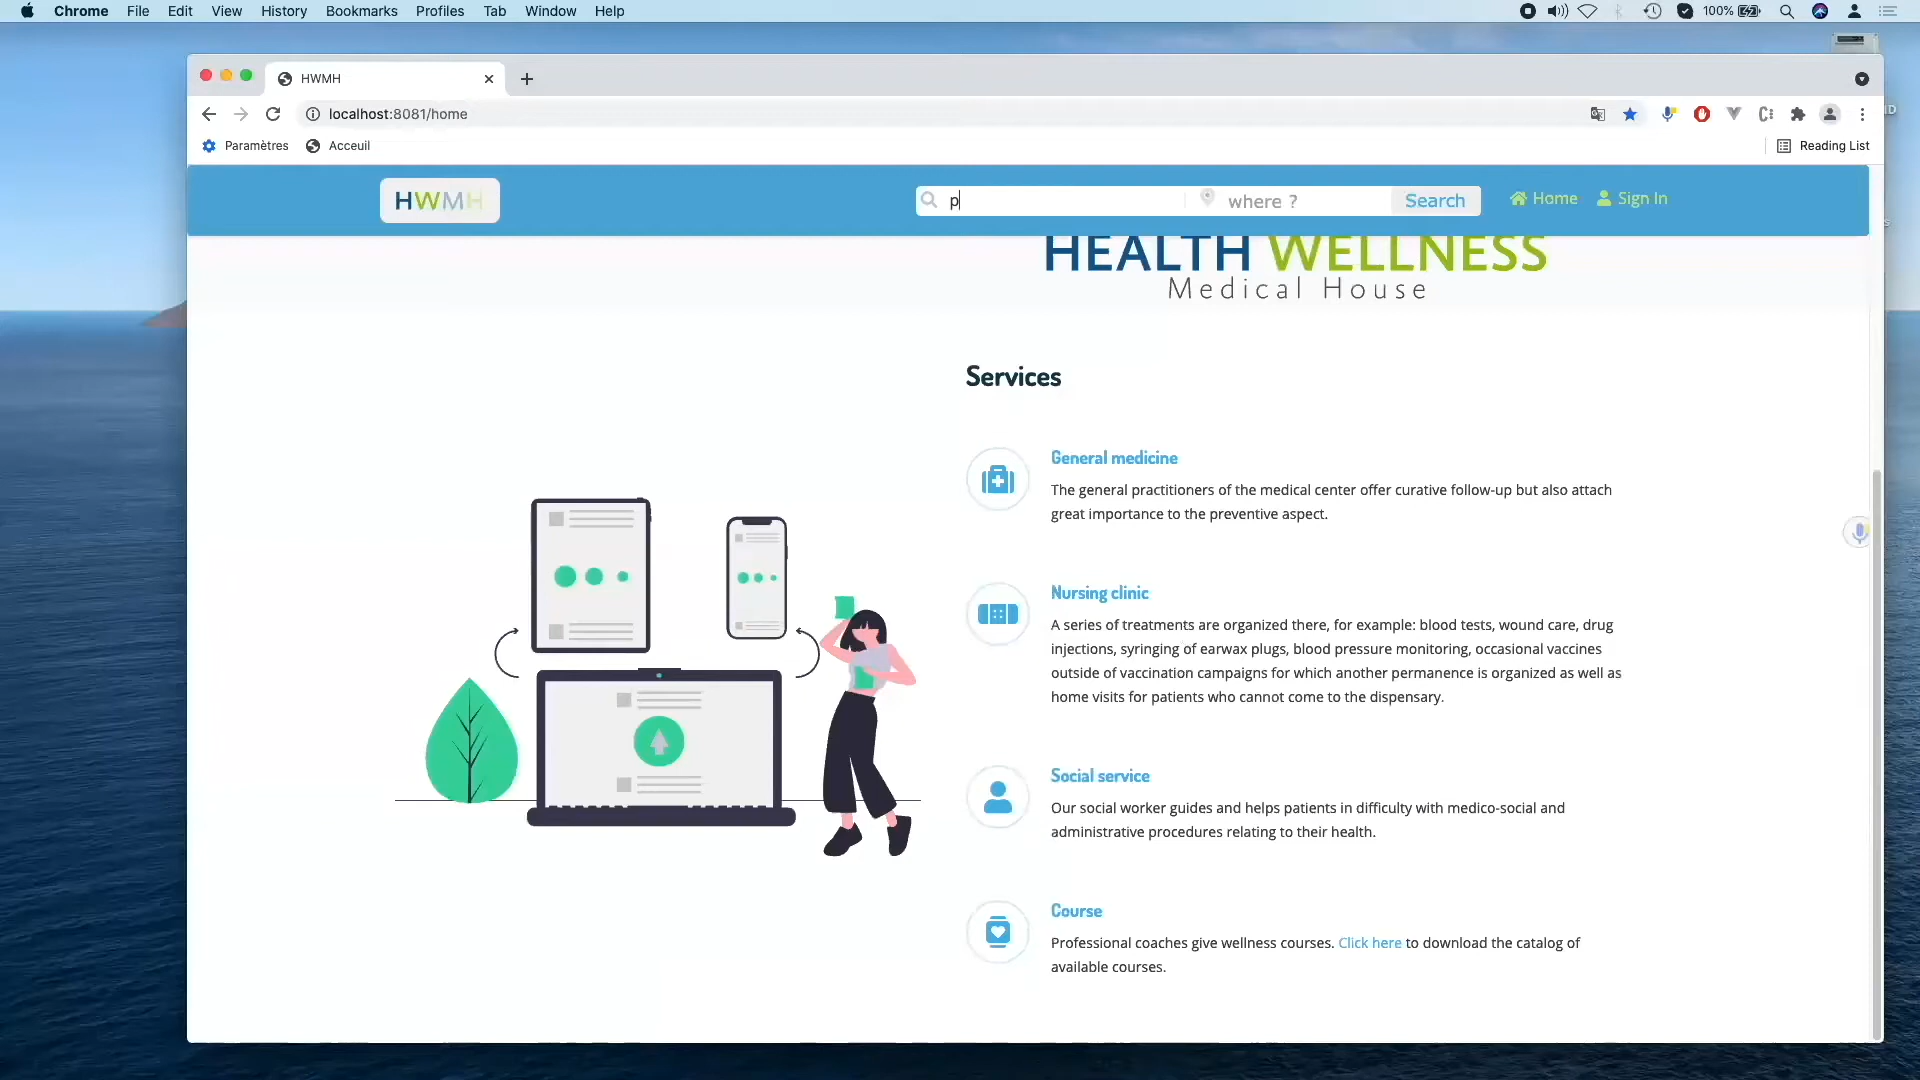 Chrome File Edit View History Bookmarks Profiles Tab Window Help 100%
HWMH
localhost:8081/home
Paramètres Acceuil Reading List
HWMH p where ? Search Home Sign In
HEALTH WELLNESS
Medical House
Services
General medicine
The general practitioners of the medical center offer curative follow-up but also attach
great importance to the preventive aspect.
Nursing clinic
A series of treatments are organized there, for example: blood tests, wound care, drug
injections, syringing of earwax plugs, blood pressure monitoring, occasional vaccines
outside of vaccination campaigns for which another permanence is organized as well as
home visits for patients who cannot come to the dispensary.
Social service
Our social worker guides and helps patients in difficulty with medico-social and
administrative procedures relating to their health.
Course
Professional coaches give wellness courses. Click here to download the catalog of
available courses.